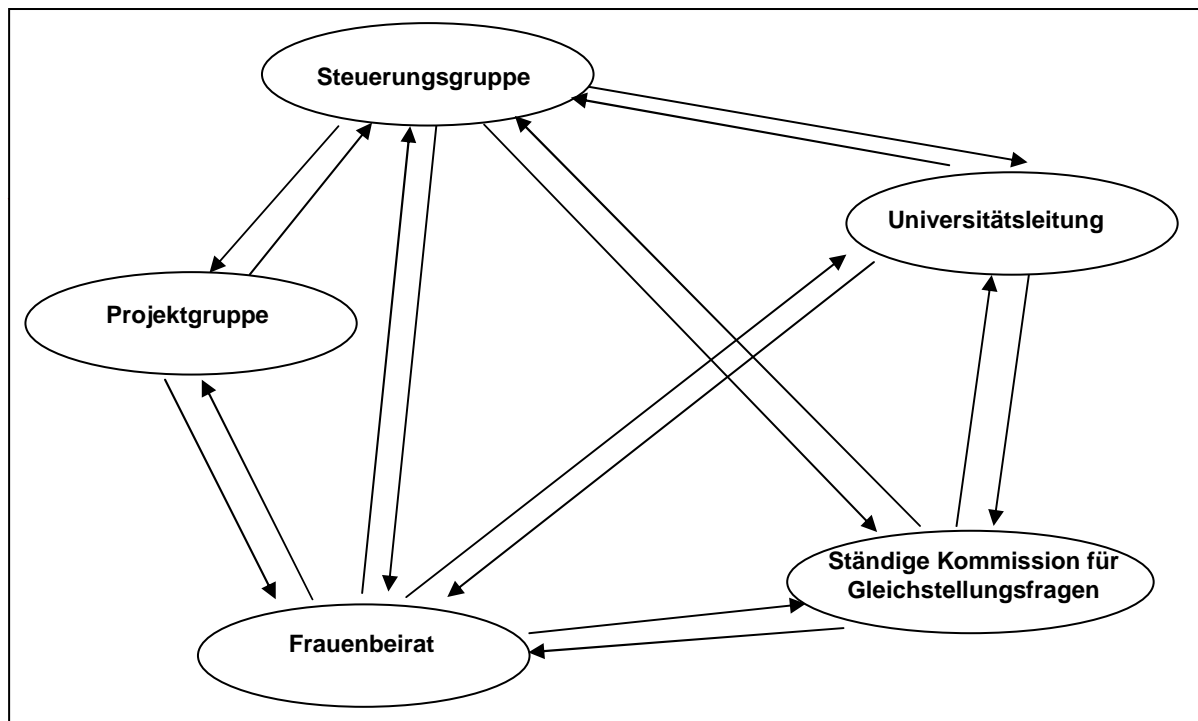 Steuerungsgruppe
Universitätsleitung
Projektgruppe
Ständige Kommission für
Gleichstellungsfragen
Frauenbeirat